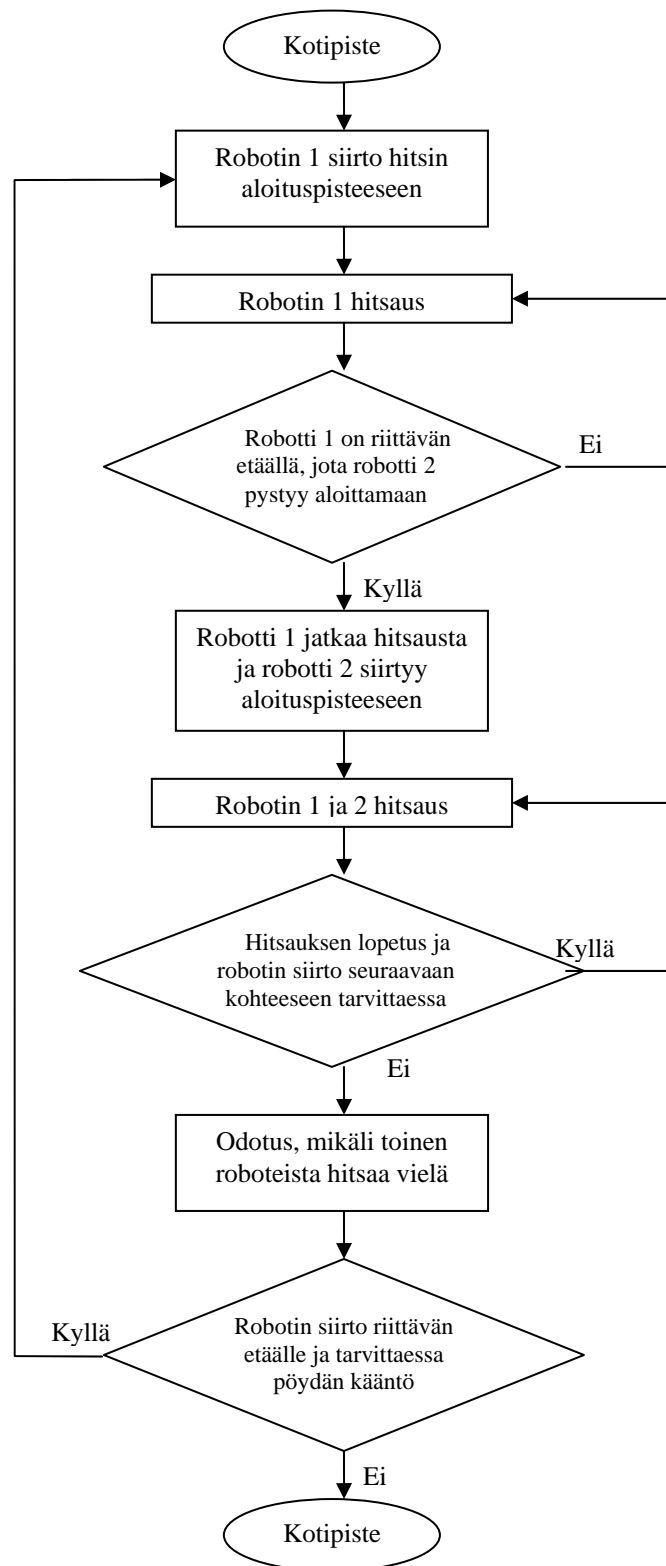 Kotipiste
Robotin 1 siirto hitsin
aloituspisteeseen
Robotin 1 hitsaus
Robotti 1 on riittävän
etäällä, jota robotti 2
pystyy aloittamaan
Ei
Kyllä
Robotti 1 jatkaa hitsausta
ja robotti 2 siirtyy
aloituspisteeseen
Robotin 1 ja 2 hitsaus
Hitsauksen lopetus ja
robotin siirto seuraavaan
kohteeseen tarvittaessa
Kyllä
Ei
Odotus, mikäli toinen
roboteista hitsaa vielä
Kyllä
Robotin siirto riittävän
etäälle ja tarvittaessa
pöydän kääntö
Ei
Kotipiste